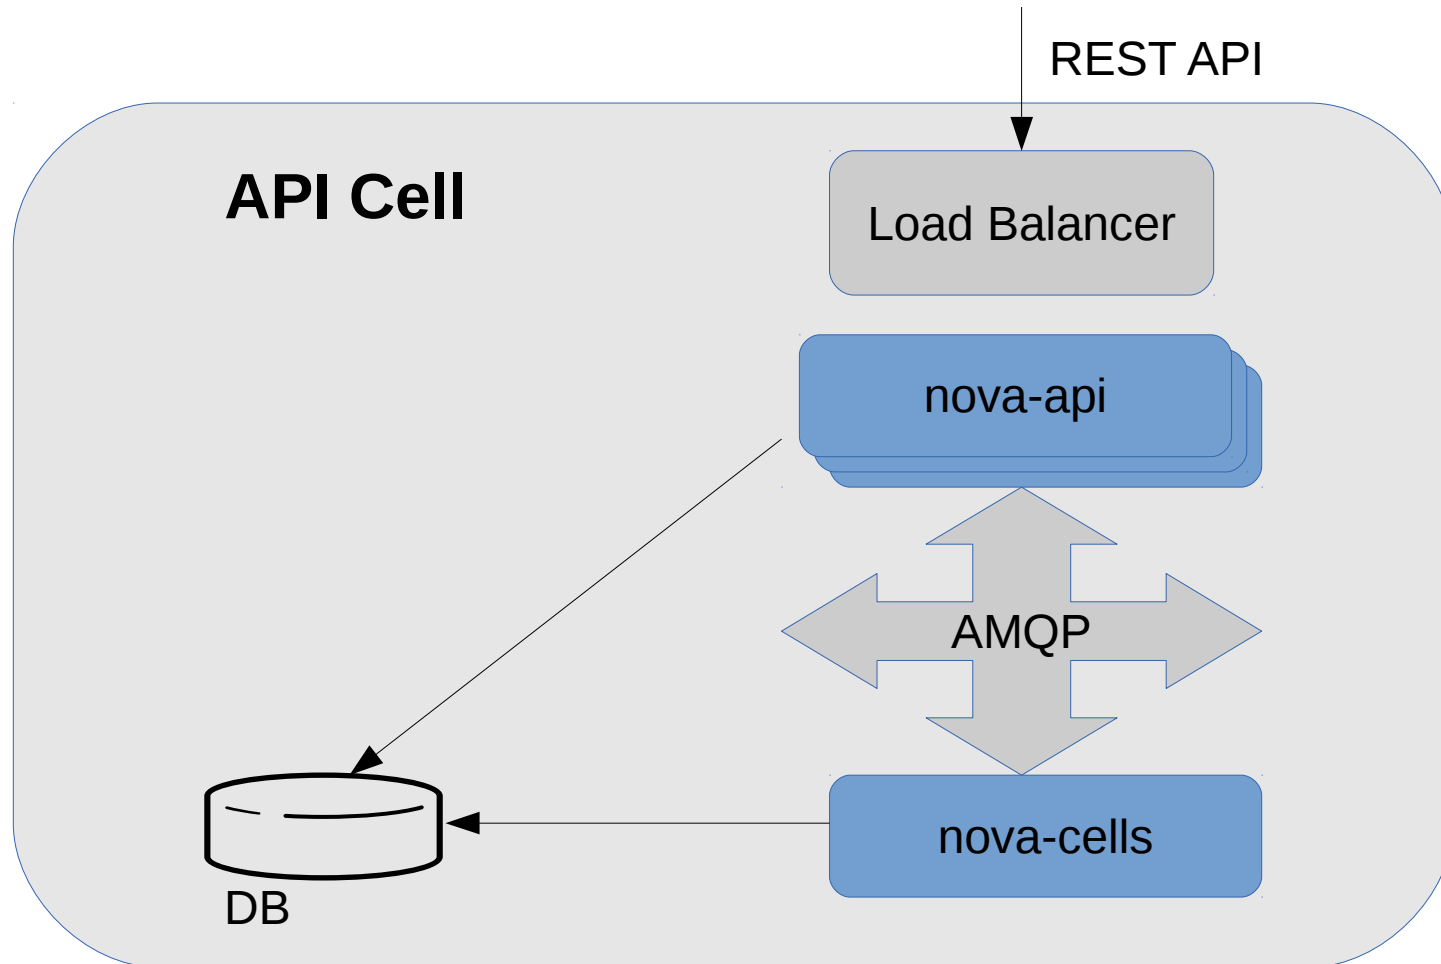 REST API
API Cell
Load Balancer
nova-api
AMQP
nova-cells
DB